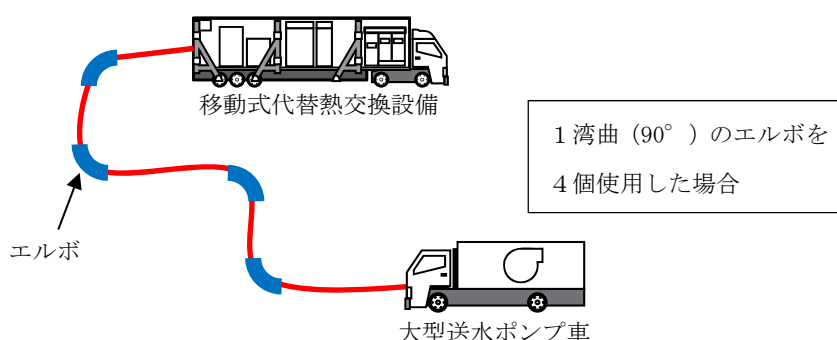 移動式代替熱交換設備
1湾曲（90°）のエルボを
4個使用した場合
エルボ
大型送水ポンプ車